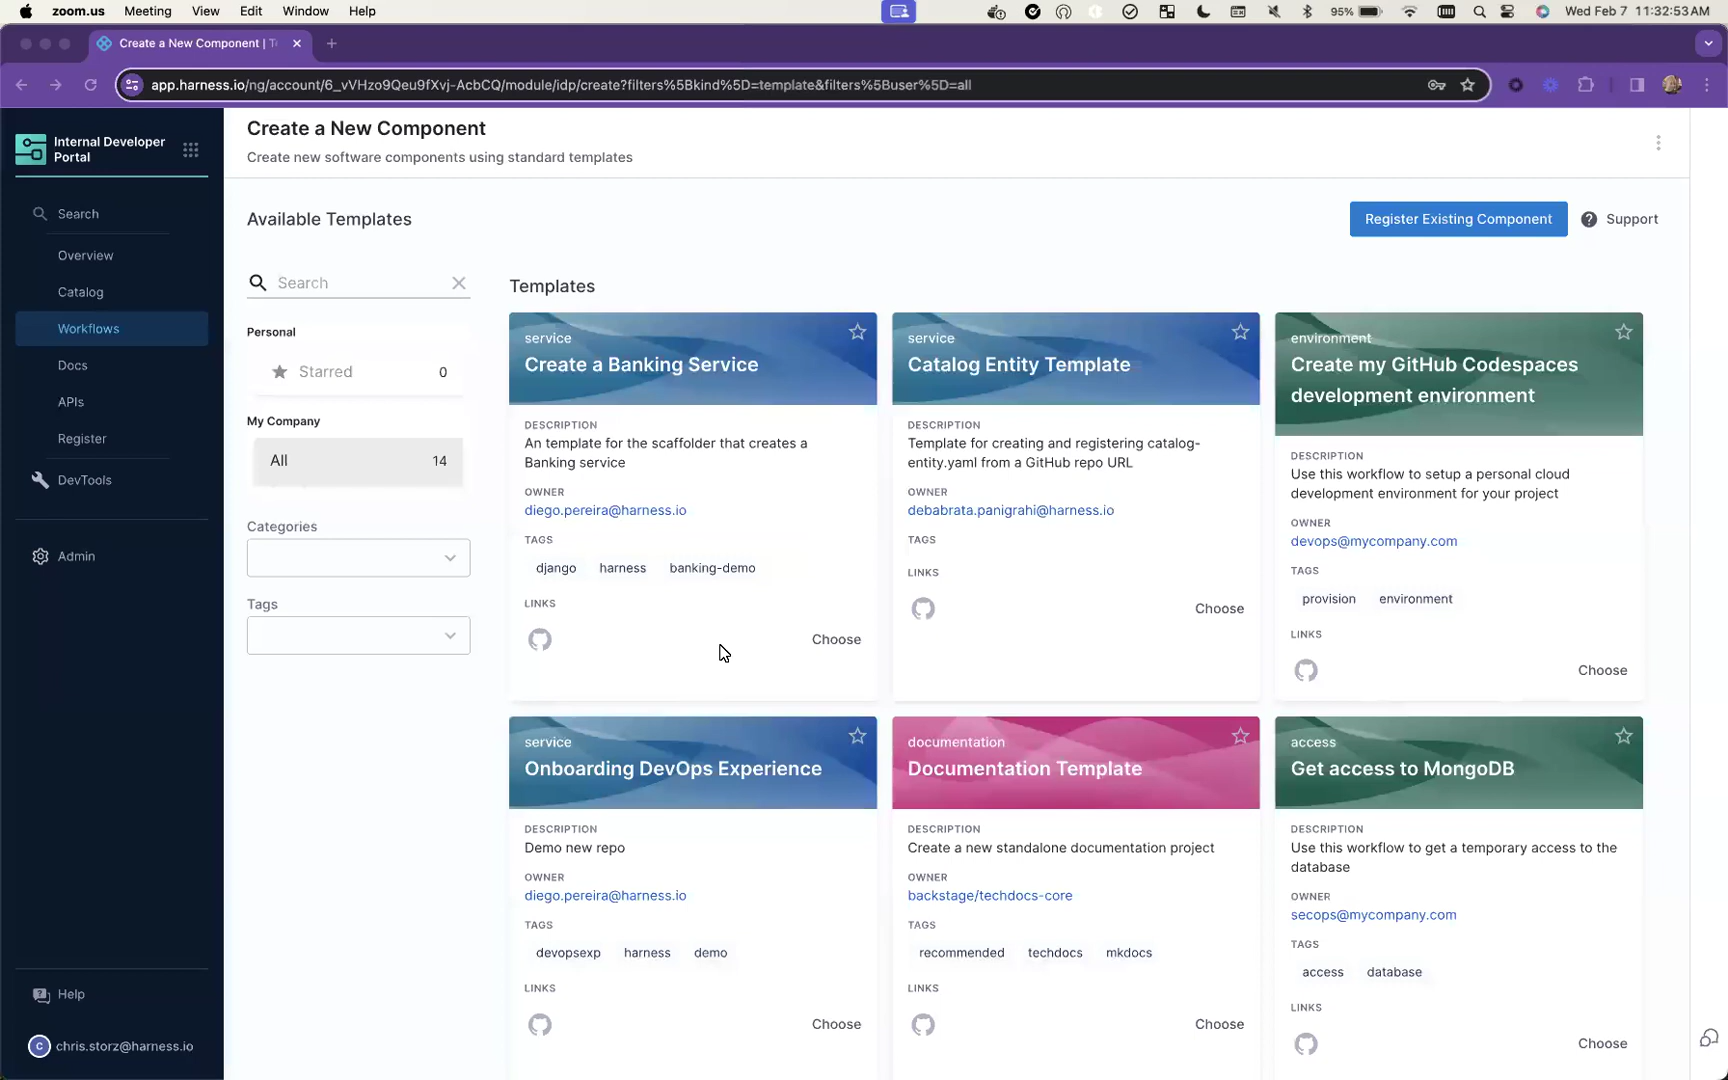 zoom.us Meeting View Edit Window Help
95% Wed Feb 7 11:32:53 AM
Create a New Component | T
app.harness.io/ng/account/6_vVHzo9Qeu9fXvj-AcbCQ/module/idp/create?filters%5Bkind%5D=template&filters%5Buser%5D=all
Internal Developer
Portal
Search
Overview
Catalog
Workflows
Docs
APIs
Register
DevTools
Admin
Help
C chris.storz@harness.io
Create a New Component
Create new software components using standard templates
Available Templates
Register Existing Component
Support
Search
Personal
Starred 0
My Company
All 14
Categories
Tags
Templates
service
Create a Banking Service
DESCRIPTION
An template for the scaffolder that creates a
Banking service
OWNER
diego.pereira@harness.io
TAGS
django harness banking-demo
LINKS
Choose
service
Catalog Entity Template
DESCRIPTION
Template for creating and registering catalog-
entity.yaml from a GitHub repo URL
OWNER
debabrata.panigrahi@harness.io
TAGS
LINKS
Choose
environment
Create my GitHub Codespaces
development environment
DESCRIPTION
Use this workflow to setup a personal cloud
development environment for your project
OWNER
devops@mycompany.com
TAGS
provision environment
LINKS
Choose
service
Onboarding DevOps Experience
DESCRIPTION
Demo new repo
OWNER
diego.pereira@harness.io
TAGS
devopsexp harness demo
LINKS
Choose
documentation
Documentation Template
DESCRIPTION
Create a new standalone documentation project
OWNER
backstage/techdocs-core
TAGS
recommended techdocs mkdocs
LINKS
Choose
access
Get access to MongoDB
DESCRIPTION
Use this workflow to get a temporary access to the
database
OWNER
secops@mycompany.com
TAGS
access database
LINKS
Choose